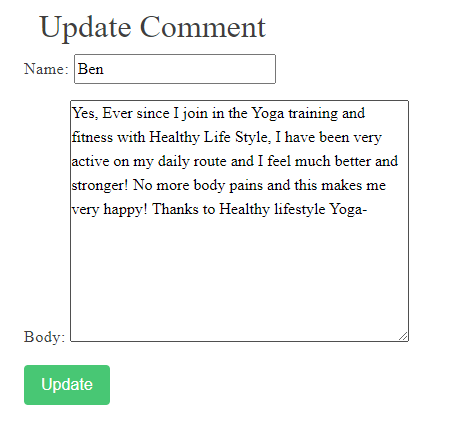 Update Comment
Name: Ben
Yes, Ever since I join in the Yoga training and
fitness with Healthy Life Style, I have been very
active on my daily route and I feel much better and
stronger! No more body pains and this makes me
very happy! Thanks to Healthy lifestyle Yoga-
Body:
Update